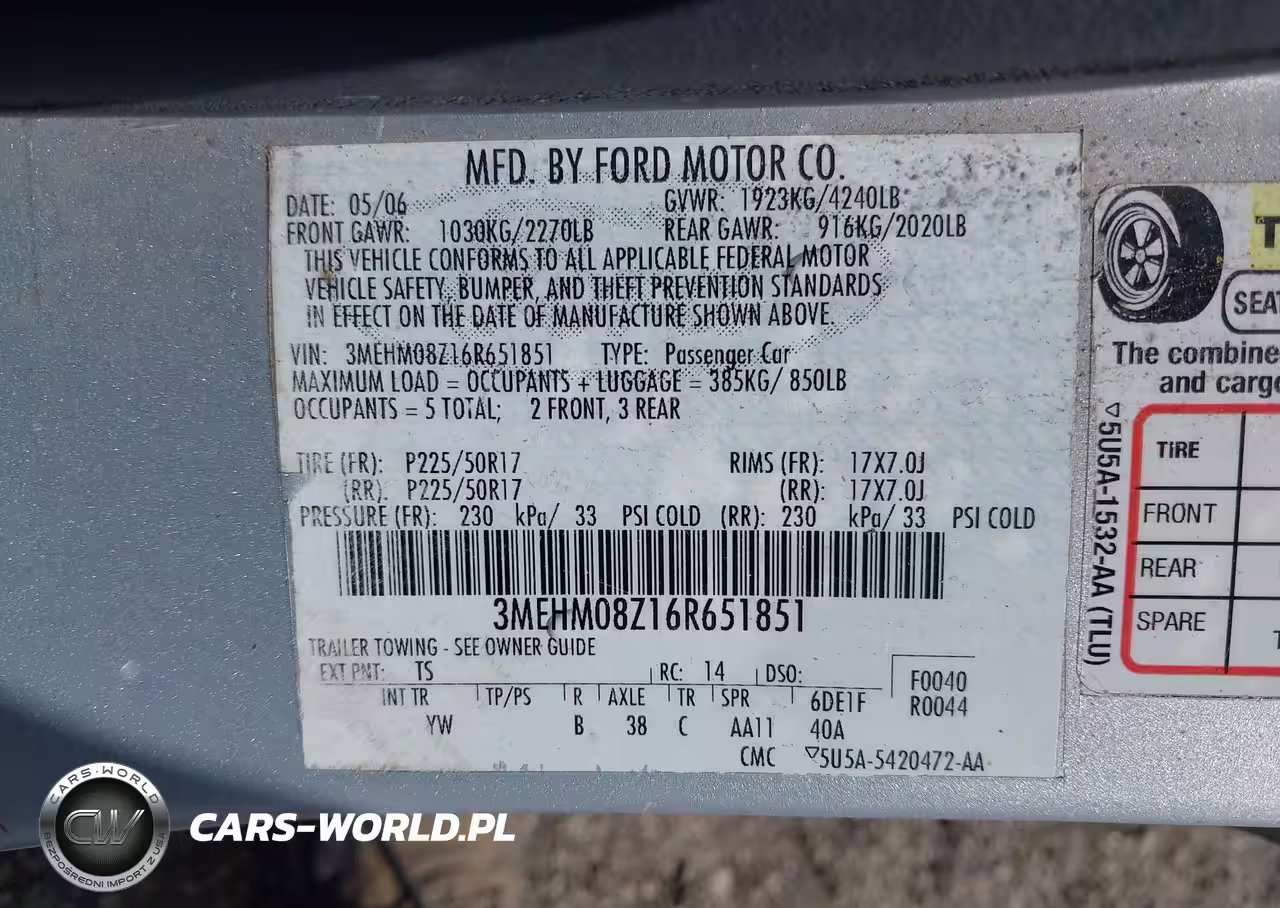 MFD. BY FORD MOTOR CO.
DATE: 05/06 GVWR: 1923KG/4240LB
FRONT GAWR: 1030KG/2270LB REAR GAWR: 916KG/2020LB
THIS VEHICLE CONFORMS TO ALL APPLICABLE FEDERAL MOTOR
VEHICLE SAFETY, BUMPER, AND THEFT PREVENTION STANDARDS
IN EFFECT ON THE DATE OF MANUFACTURE SHOWN ABOVE.
VIN: 3MEHM08Z16R651851 TYPE: Passenger Car
MAXIMUM LOAD = OCCUPANTS + LUGGAGE = 385KG/ 850LB
OCCUPANTS = 5 TOTAL; 2 FRONT, 3 REAR
TIRE (FR): P225/50R17 RIMS (FR): 17X7.0J
(RR): P225/50R17 (RR): 17X7.0J
PRESSURE (FR): 230 kPa/ 33 PSI COLD (RR): 230 kPa/ 33 PSI COLD
3MEHM08Z16R651851
TRAILER TOWING - SEE OWNER GUIDE
EXT PNT: TS RC: 14 DSO:
INT TR TP/PS R AXLE TR SPR 6DE1F F0040
R0044
YW B 38 C AA11 40A
CMC ▽5U5A-5420472-AA
▽5U5A-1532-AA (TLU)
SEA
The combine
and carg
TIRE
FRONT
REAR
SPARE
CARS-WORLD
CW
BEZPOŚREDNI IMPORT Z USA
CARS-WORLD.PL